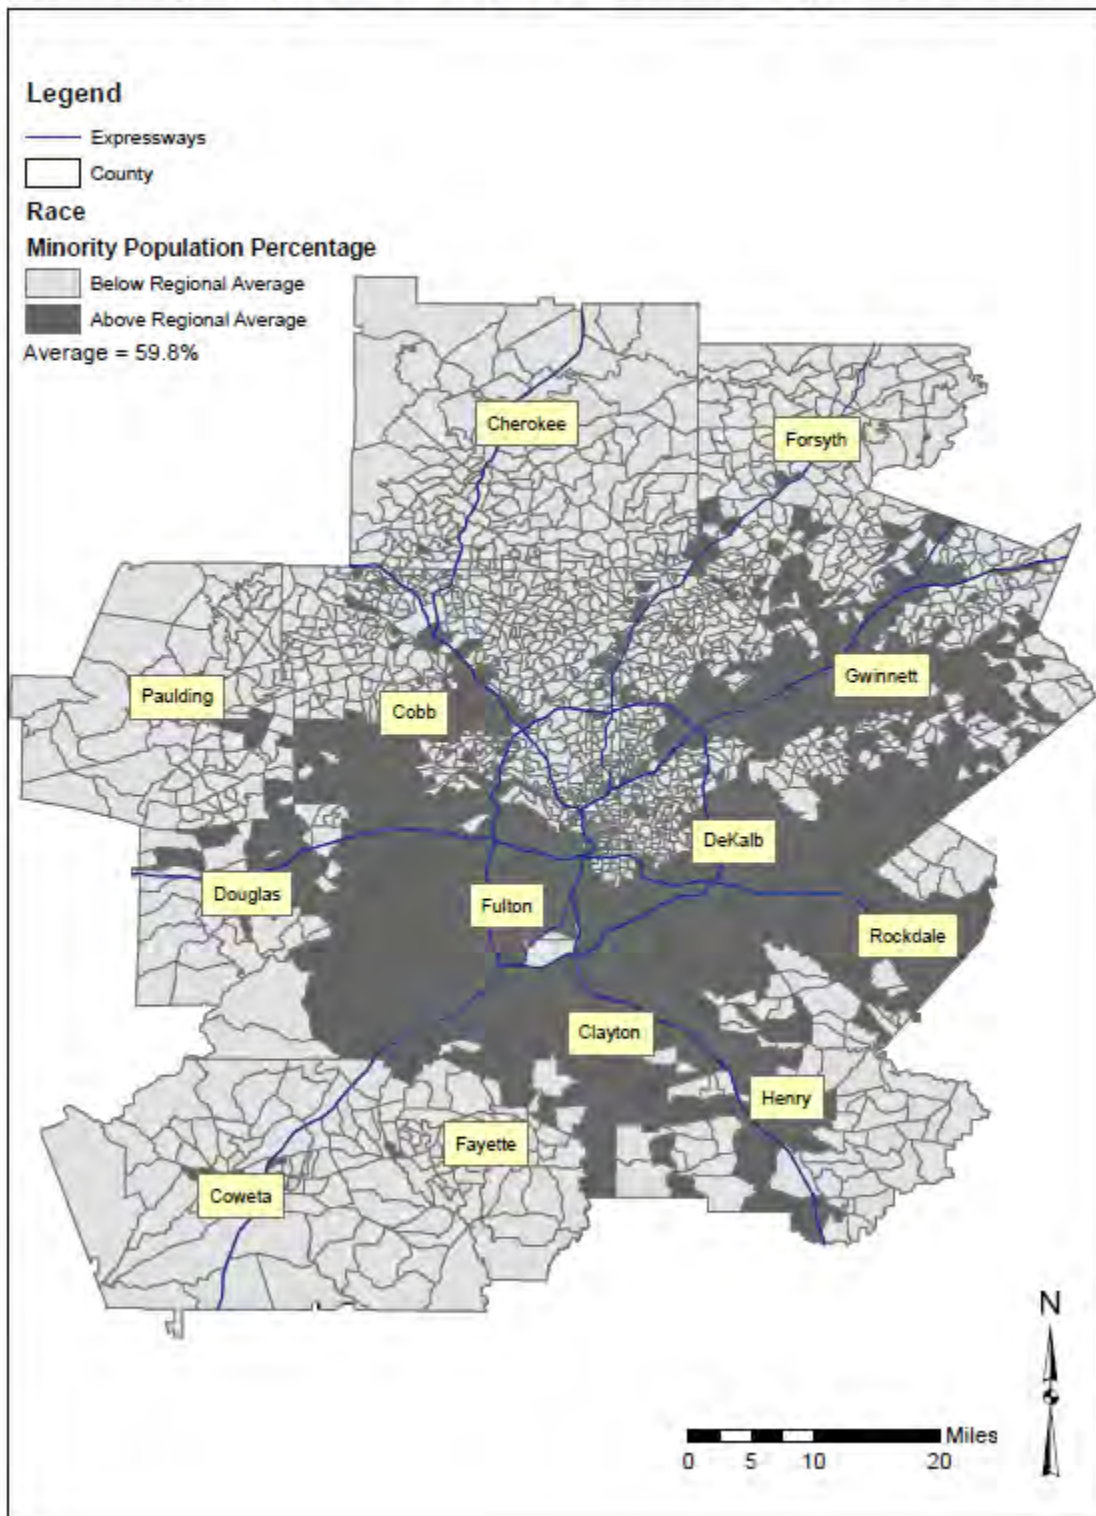 Legend
Expressways
County
Race
Minority Population Percentage
Below Regional Average
Above Regional Average
Average = 59.8%
Cherokee
Forsyth
Paulding
Cobb
Gwinnett
DeKalb
Douglas
Fulton
Rockdale
Clayton
Henry
Fayette
Coweta
N
Miles
0 5 10 20